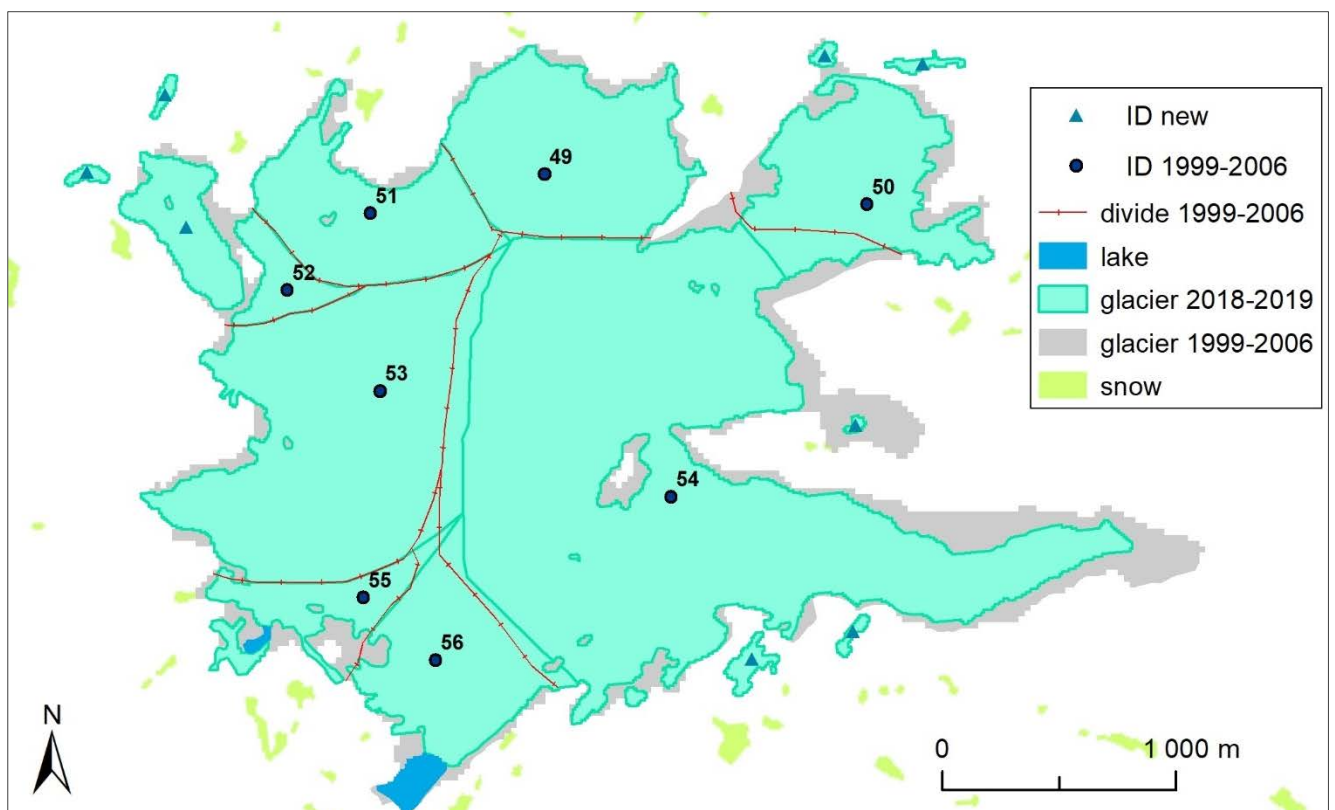 49
50
51
52
53
54
55
56
ID new
ID 1999-2006
divide 1999-2006
lake
glacier 2018-2019
glacier 1999-2006
snow
N
0 1 000 m